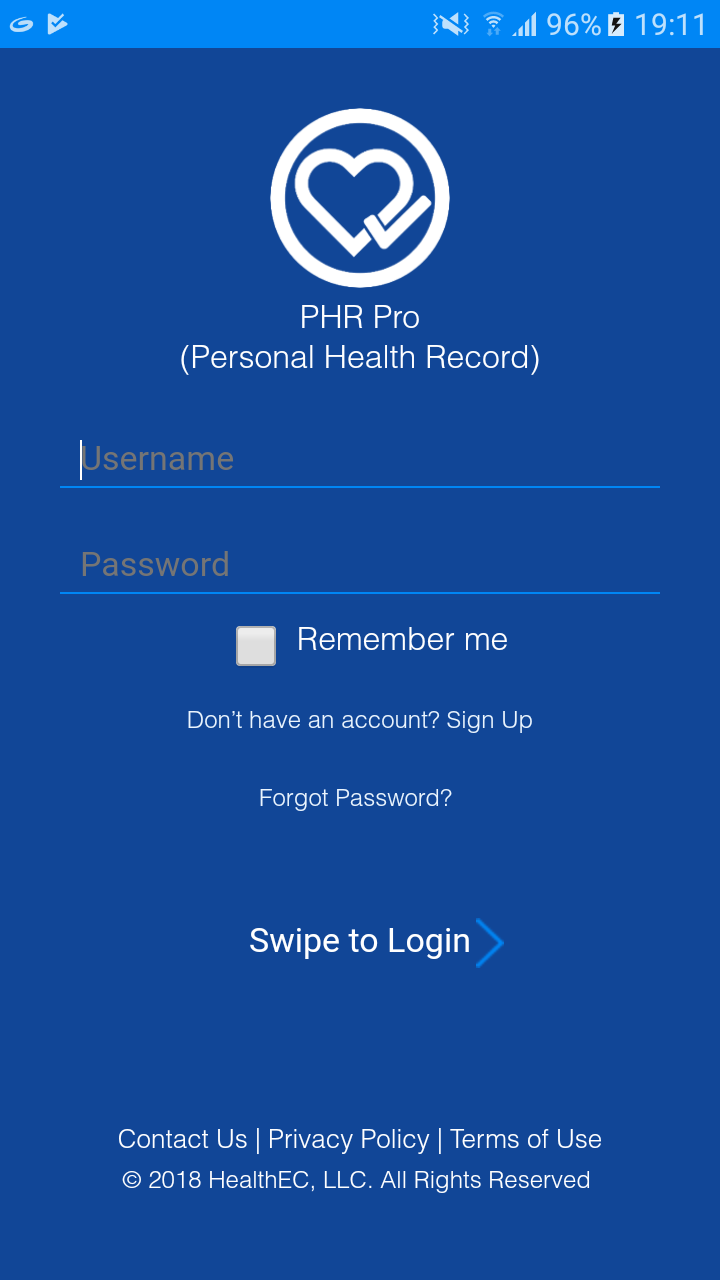 96% 19:11
PHR Pro
(Personal Health Record)
Username
Password
Remember me
Don't have an account? Sign Up
Forgot Password?
Swipe to Login
Contact Us | Privacy Policy | Terms of Use
© 2018 HealthEC, LLC. All Rights Reserved